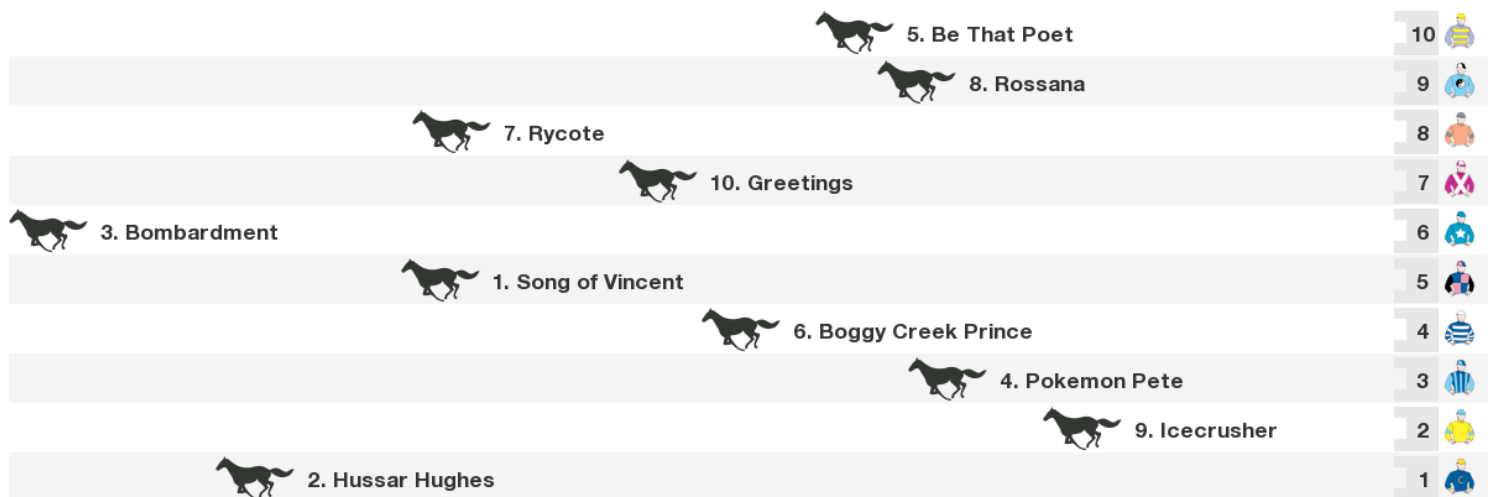 5. Be That Poet 10
8. Rossana 9
7. Rycote 8
10. Greetings 7
3. Bombardment 6
1. Song of Vincent 5
6. Boggy Creek Prince 4
4. Pokemon Pete 3
9. Icecrusher 2
2. Hussar Hughes 1